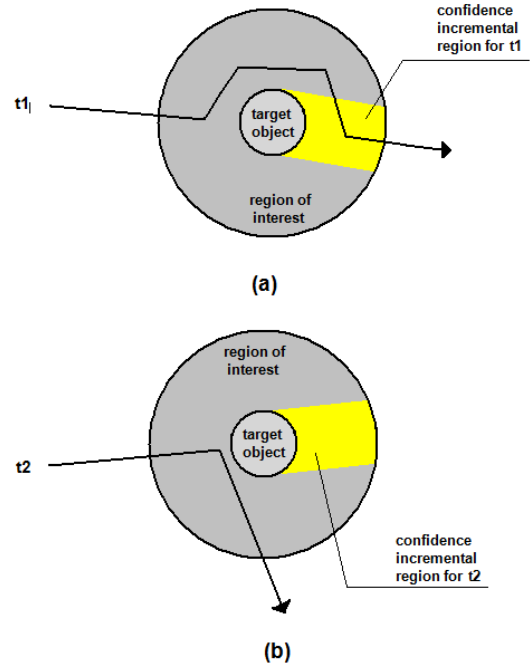 confidence
incremental
region for t1
t1
target
object
region of
interest
(a)
region of
interest
target
object
t2
confidence
incremental
region for t2
(b)